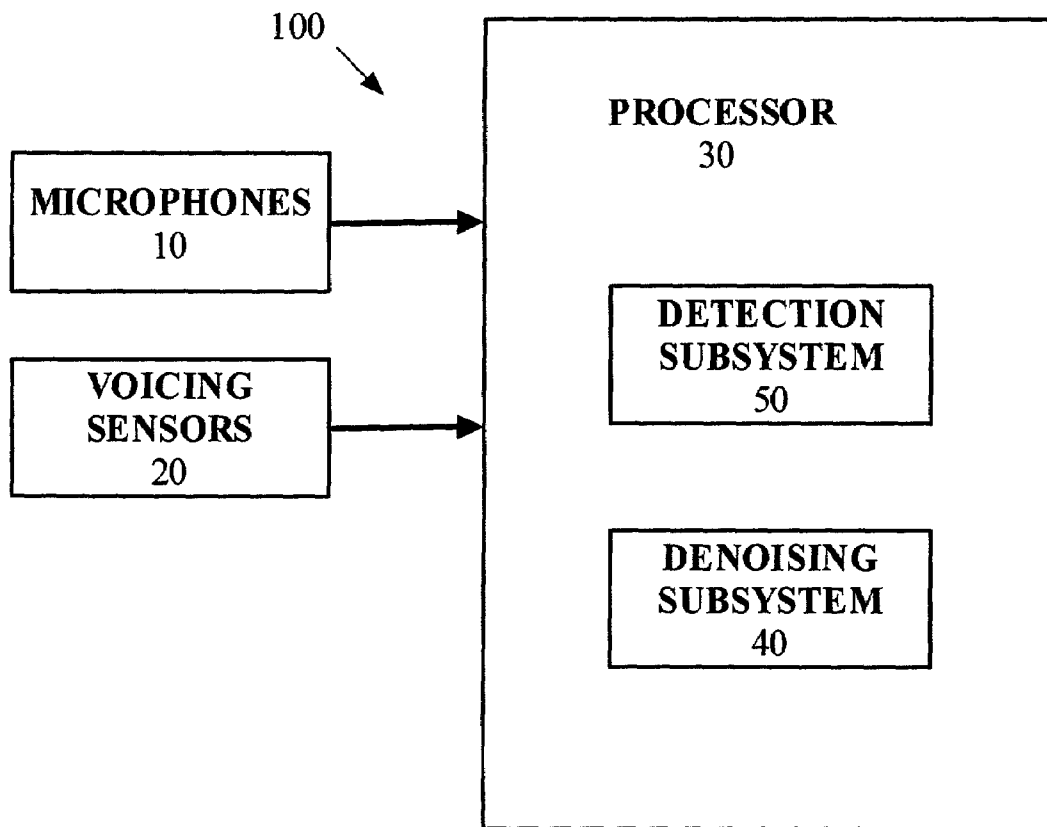 100
PROCESSOR
30
MICROPHONES
10
VOICING
SENSORS
20
DETECTION
SUBSYSTEM
50
DENOISING
SUBSYSTEM
40